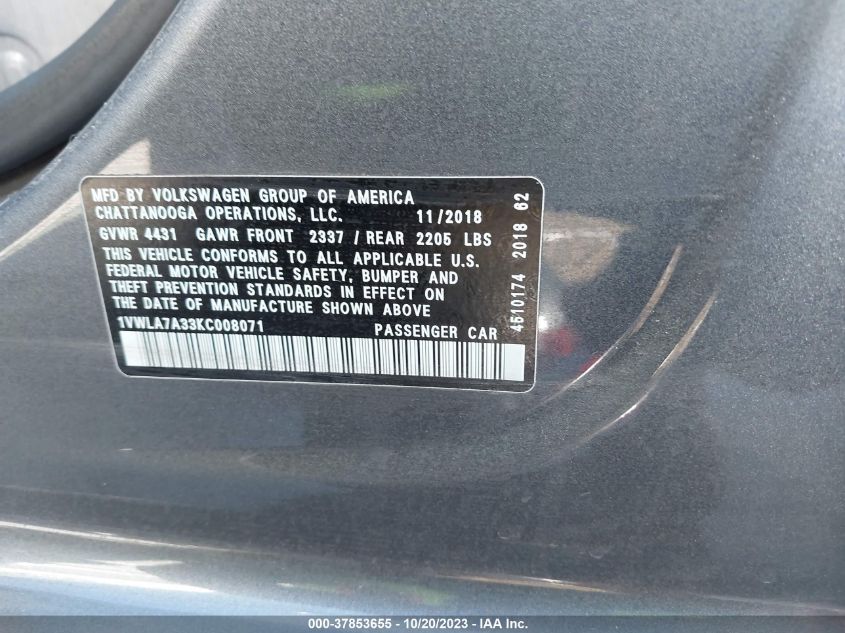 MFD BY VOLKSWAGEN GROUP OF AMERICA
CHATTANOOGA OPERATIONS, LLC. 11/2018
GVWR 4431 GAWR FRONT 2337 / REAR 2205 LBS
THIS VEHICLE CONFORMS TO ALL APPLICABLE U.S.
FEDERAL MOTOR VEHICLE SAFETY, BUMPER AND
THEFT PREVENTION STANDARDS IN EFFECT ON
THE DATE OF MANUFACTURE SHOWN ABOVE
1VWLA7A33KC008071 PASSENGER CAR
4510174 2018 62
000-37853655 - 10/20/2023 - IAA Inc.